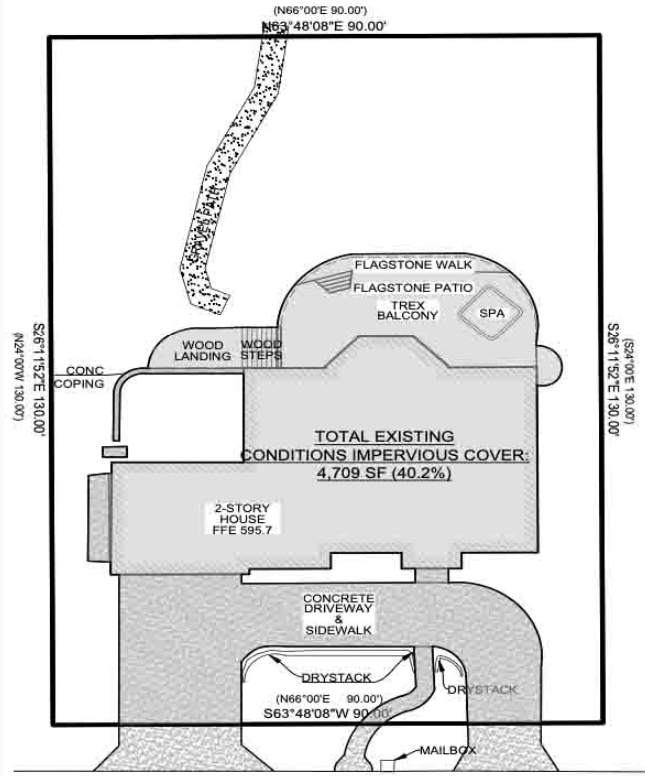 (N66°00'E 90.00')
N63°48'08"E 90.00'
GRAVEL PATH
FLAGSTONE WALK
FLAGSTONE PATIO
TREX
BALCONY
SPA
WOOD
LANDING
WOOD
STEPS
CONC
COPING
S26°11'52"E 130.00'
(N24°00'W 130.00')
(S24°00'E 130.00')
S26°11'52"E 130.00'
TOTAL EXISTING
CONDITIONS IMPERVIOUS COVER:
4,709 SF (40.2%)
2-STORY
HOUSE
FFE 595.7
CONCRETE
DRIVEWAY
&
SIDEWALK
DRYSTACK
DRYSTACK
(N66°00'E 90.00')
S63°48'08"W 90.00'
MAILBOX